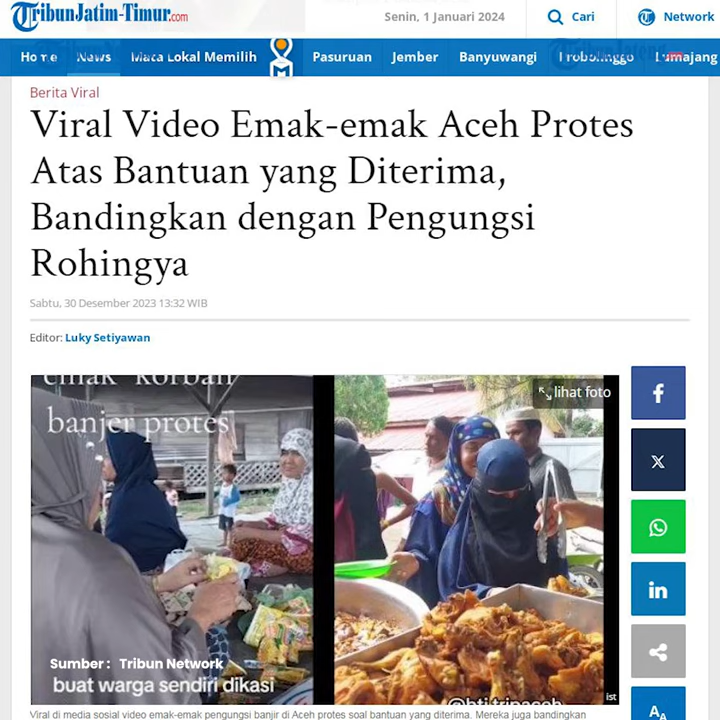 TribunJatim-Timur.com
Senin, 1 Januari 2024
Cari
Network
Home News Mata Lokal Memilih
Pasuruan Jember Banyuwangi Probolinggo Lumajang
Berita Viral
Viral Video Emak-emak Aceh Protes
Atas Bantuan yang Diterima,
Bandingkan dengan Pengungsi
Rohingya
Sabtu, 30 Desember 2023 13:32 WIB
Editor: Luky Setiyawan
emak korban
banjer protes
lihat foto
Sumber : Tribun Network
buat warga sendiri dikasi
ist
Viral di media sosial video emak-emak pengungsi banjir di Aceh protes soal bantuan yang diterima. Mereka juga bandingkan